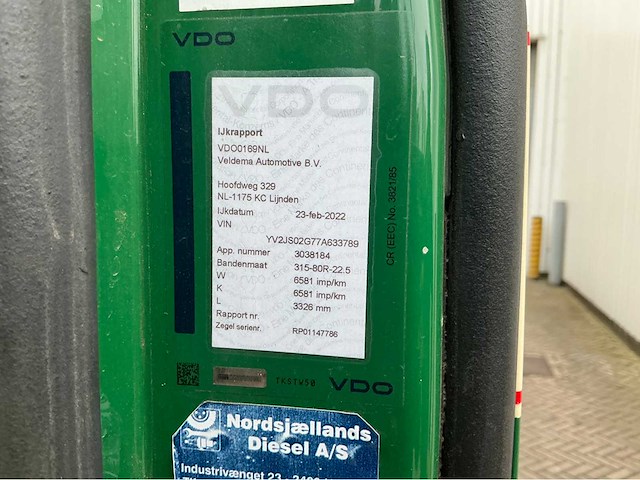 VDO
VDO
IJkrapport
VDO0169NL
Veldema Automotive B.V.
Hoofdweg 329
NL-1175 KC Lijnden
IJkdatum 23-feb-2022
VIN
YV2JS02G77A633789
App. nummer 3038184
Bandenmaat 315-80R-22.5
W 6581 imp/km
K 6581 imp/km
L 3326 mm
Rapport nr.
Zegel serienr. RP01147786
CR (EEC) No. 3821/85
VDO
Nordsjællands
Diesel A/S
Industrivænget 23